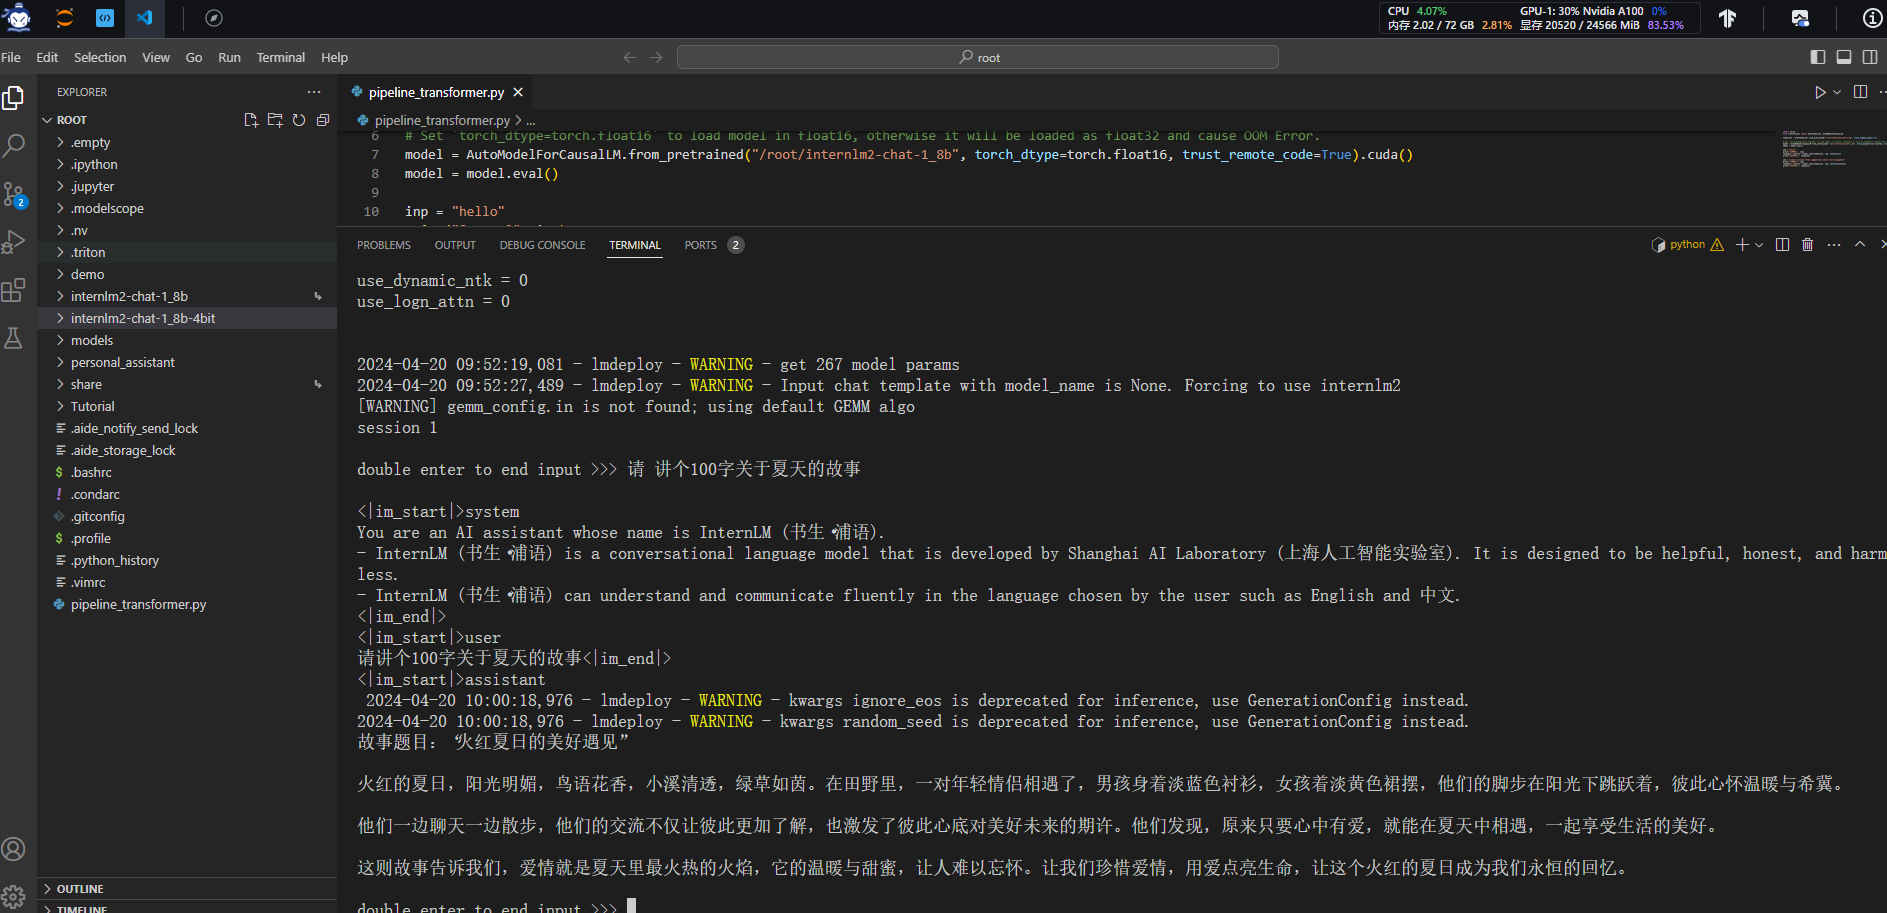 CPU 4.07% GPU-1: 30% Nvidia A100 0%
内存 2.02 / 72 GB 2.81% 显存 20520 / 24566 MiB 83.53%
File Edit Selection View Go Run Terminal Help
root
EXPLORER
ROOT
.empty
.ipython
.jupyter
.modelscope
.nv
.triton
demo
internlm2-chat-1_8b
internlm2-chat-1_8b-4bit
models
personal_assistant
share
Tutorial
.aide_notify_send_lock
.aide_storage_lock
.bashrc
.condarc
.gitconfig
.profile
.python_history
.vimrc
pipeline_transformer.py
OUTLINE
TIMELINE
2
pipeline_transformer.py
pipeline_transformer.py > ...
6 # Set `torch_dtype=torch.float16` to load model in float16, otherwise it will be loaded as float32 and cause OOM Error.
7 model = AutoModelForCausalLM.from_pretrained("/root/internlm2-chat-1_8b", torch_dtype=torch.float16, trust_remote_code=True).cuda()
8 model = model.eval()
9
10 inp = "hello"
PROBLEMS OUTPUT DEBUG CONSOLE TERMINAL PORTS 2
python
use_dynamic_ntk = 0
use_logn_attn = 0
2024-04-20 09:52:19,081 - lmdeploy - WARNING - get 267 model params
2024-04-20 09:52:27,489 - lmdeploy - WARNING - Input chat template with model_name is None. Forcing to use internlm2
[WARNING] gemm_config.in is not found; using default GEMM algo
session 1
double enter to end input >>> 请 讲个100字关于夏天的故事
<|im_start|>system
You are an AI assistant whose name is InternLM (书生·浦语).
- InternLM (书生·浦语) is a conversational language model that is developed by Shanghai AI Laboratory (上海人工智能实验室). It is designed to be helpful, honest, and harm
less.
- InternLM (书生·浦语) can understand and communicate fluently in the language chosen by the user such as English and 中文.
<|im_end|>
<|im_start|>user
请讲个100字关于夏天的故事<|im_end|>
<|im_start|>assistant
2024-04-20 10:00:18,976 - lmdeploy - WARNING - kwargs ignore_eos is deprecated for inference, use GenerationConfig instead.
2024-04-20 10:00:18,976 - lmdeploy - WARNING - kwargs random_seed is deprecated for inference, use GenerationConfig instead.
故事题目：“火红夏日的美好遇见”
火红的夏日，阳光明媚，鸟语花香，小溪清透，绿草如茵。在田野里，一对年轻情侣相遇了，男孩身着淡蓝色衬衫，女孩着淡黄色裙摆，他们的脚步在阳光下跳跃着，彼此心怀温暖与希冀。
他们一边聊天一边散步，他们的交流不仅让彼此更加了解，也激发了彼此心底对美好未来的期许。他们发现，原来只要心中有爱，就能在夏天中相遇，一起享受生活的美好。
这则故事告诉我们，爱情就是夏天里最火热的火焰，它的温暖与甜蜜，让人难以忘怀。让我们珍惜爱情，用爱点亮生命，让这个火红的夏日成为我们永恒的回忆。
double enter to end input >>>